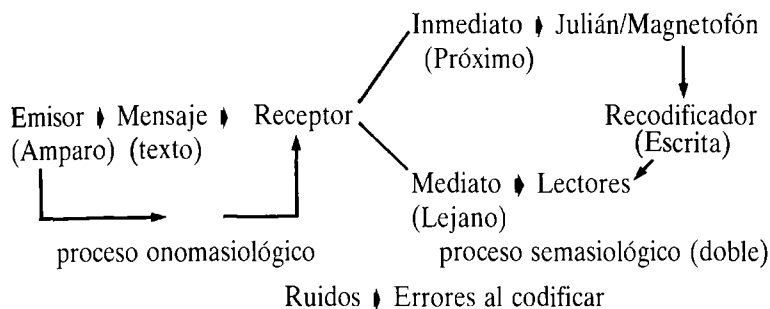 Inmediato ➧ Julián/Magnetofón
(Próximo)
Emisor ➧ Mensaje ➧ Receptor
Recodificador
(Amparo) (texto)
(Escrita)
Mediato ➧ Lectores
(Lejano)
proceso onomasiológico
proceso semasiológico (doble)
Ruidos ➧ Errores al codificar